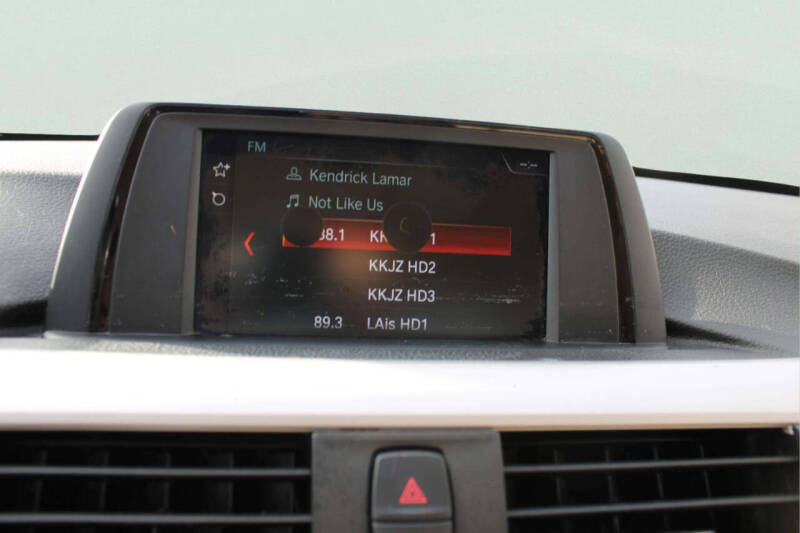 FM
--:--
Kendrick Lamar
Not Like Us
KKJZ HD2
KKJZ HD3
89.3 LAis HD1